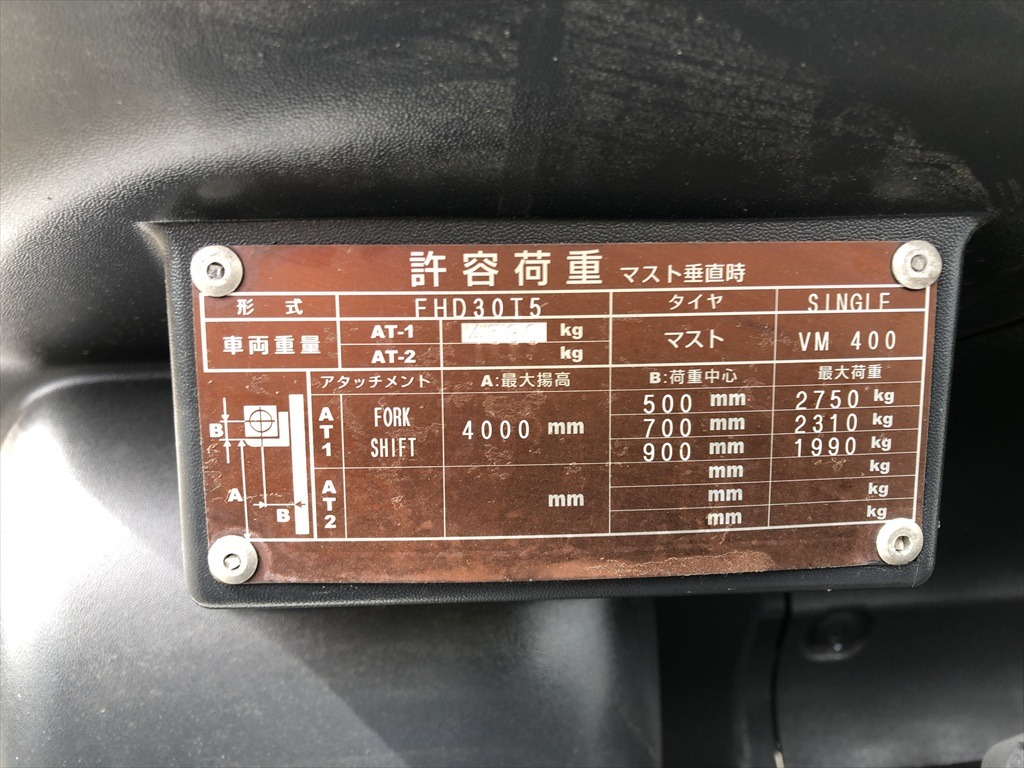 許容荷重 マスト垂直時
形式 FHD30T5 タイヤ SINGLE
車両重量 AT-1 kg マスト VM 400
AT-2 kg
アタッチメント A:最大揚高 B:荷重中心 最大荷重
AT1 FORK SHIFT 4000 mm 500 mm 2750 kg
700 mm 2310 kg
900 mm 1990 kg
AT2 mm mm kg
mm kg
mm kg
B
A
B